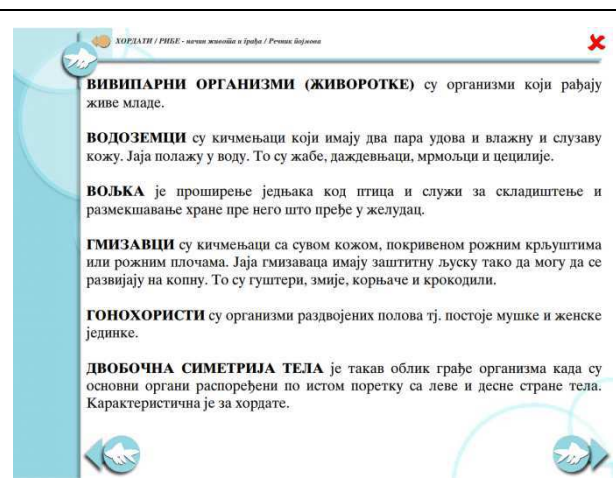 ХОРДАТИ / РИБЕ - начин живота и грађа / Речник појмова
ВИВИПАРНИ ОРГАНИЗМИ (ЖИВОРОТКЕ) су организми који рађају
живе младе.
ВОДОЗЕМЦИ су кичмењаци које имају два пара удова и влажну и слузаву
кожу. Јаја полажу у воду. То су жабе, даждевњаци, мрмољци и цецилије.
ВОЉКА је проширење једњака код птица и служи за складиштење и
размекшавање хране пре него што пређе у желудац.
ГМИЗАВЦИ су кичмењаци са сувом кожом, покривеном рожним крљуштима
или рожним плочама. Јаја гмизаваца имају заштитну љуску тако да могу да се
развијају на копну. То су гуштери, змије, корњаче и крокодили.
ГОНОХОРИСТИ су организми раздвојених полова тј. постоје мушке и женске
јединке.
ДВОБОЧНА СИМЕТРИЈА ТЕЛА је такав облик грађе организма када су
основни органи распоређени по истом поретку са леве и десне стране тела.
Карактеристична је за хордате.